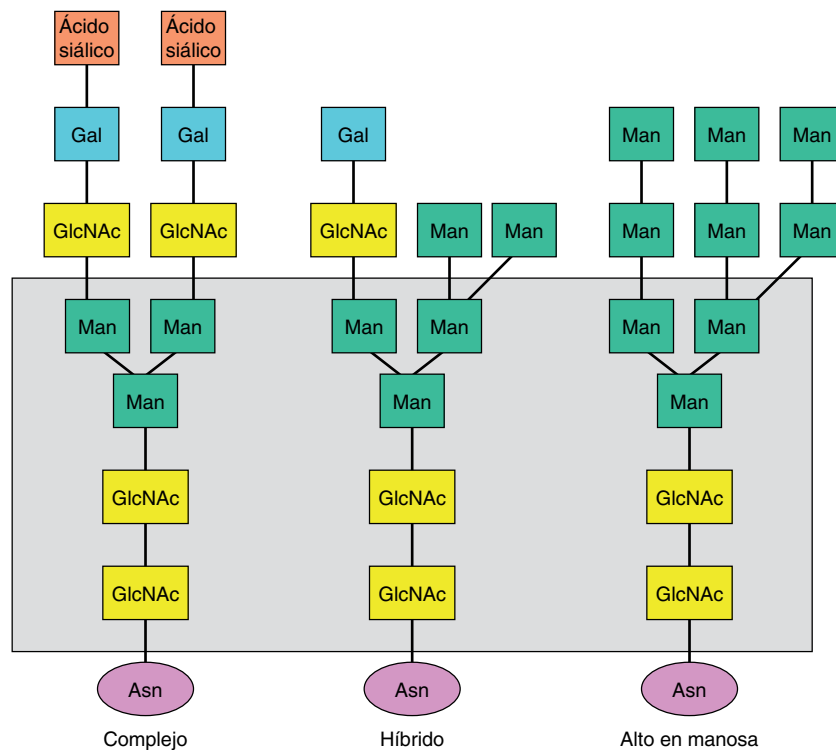 Ácido
siálico
Ácido
siálico
Gal
Gal
Gal
Man
Man
Man
GlcNAc
GlcNAc
GlcNAc
Man
Man
Man
Man
Man
Man
Man
Man
Man
Man
Man
Man
Man
Man
GlcNAc
GlcNAc
GlcNAc
GlcNAc
GlcNAc
GlcNAc
Asn
Asn
Asn
Complejo
Híbrido
Alto en manosa